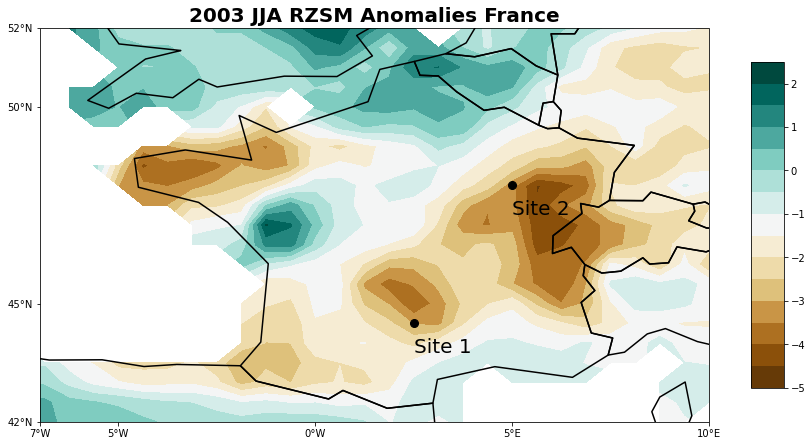 2003 JJA RZSM Anomalies France
52°N
50°N
45°N
42°N
7°W
5°W
0°W
5°E
10°E
Site 2
Site 1
2
1
0
−1
−2
−3
−4
−5